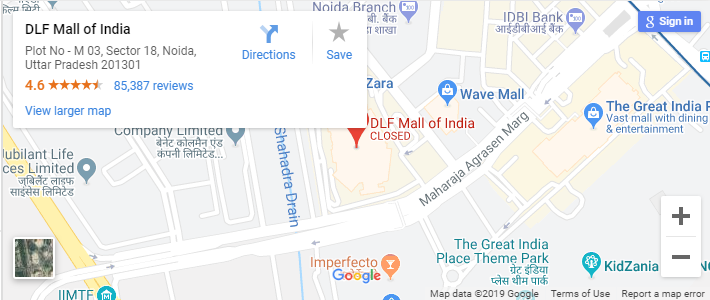 DLF Mall of India
Plot No - M 03, Sector 18, Noida,
Uttar Pradesh 201301
4.6
85,387 reviews
View larger map
Directions
Save
Noida Branch
IDBI Bank
आईडीबीआई बैंक
Sign in
Zara
Wave Mall
DLF Mall of India
CLOSED
The Great India P
Vast mall with dining
& entertainment
Company Limited
बेनेट कोलमैन एंड
कंपनी लिमिटेड...
Jubilant Life
ces Limited
जुबिलैंट लाइफ
साइंसेस लिमिटेड
Shahadra Drain
Maharaja Agrasen Marg
The Great India
Place Theme Park
ग्रेट इंडिया
प्लेस थीम पार्क
KidZania
Imperfecto
Google
IIMTF
Map data ©2019 Google
Terms of Use
Report a map error